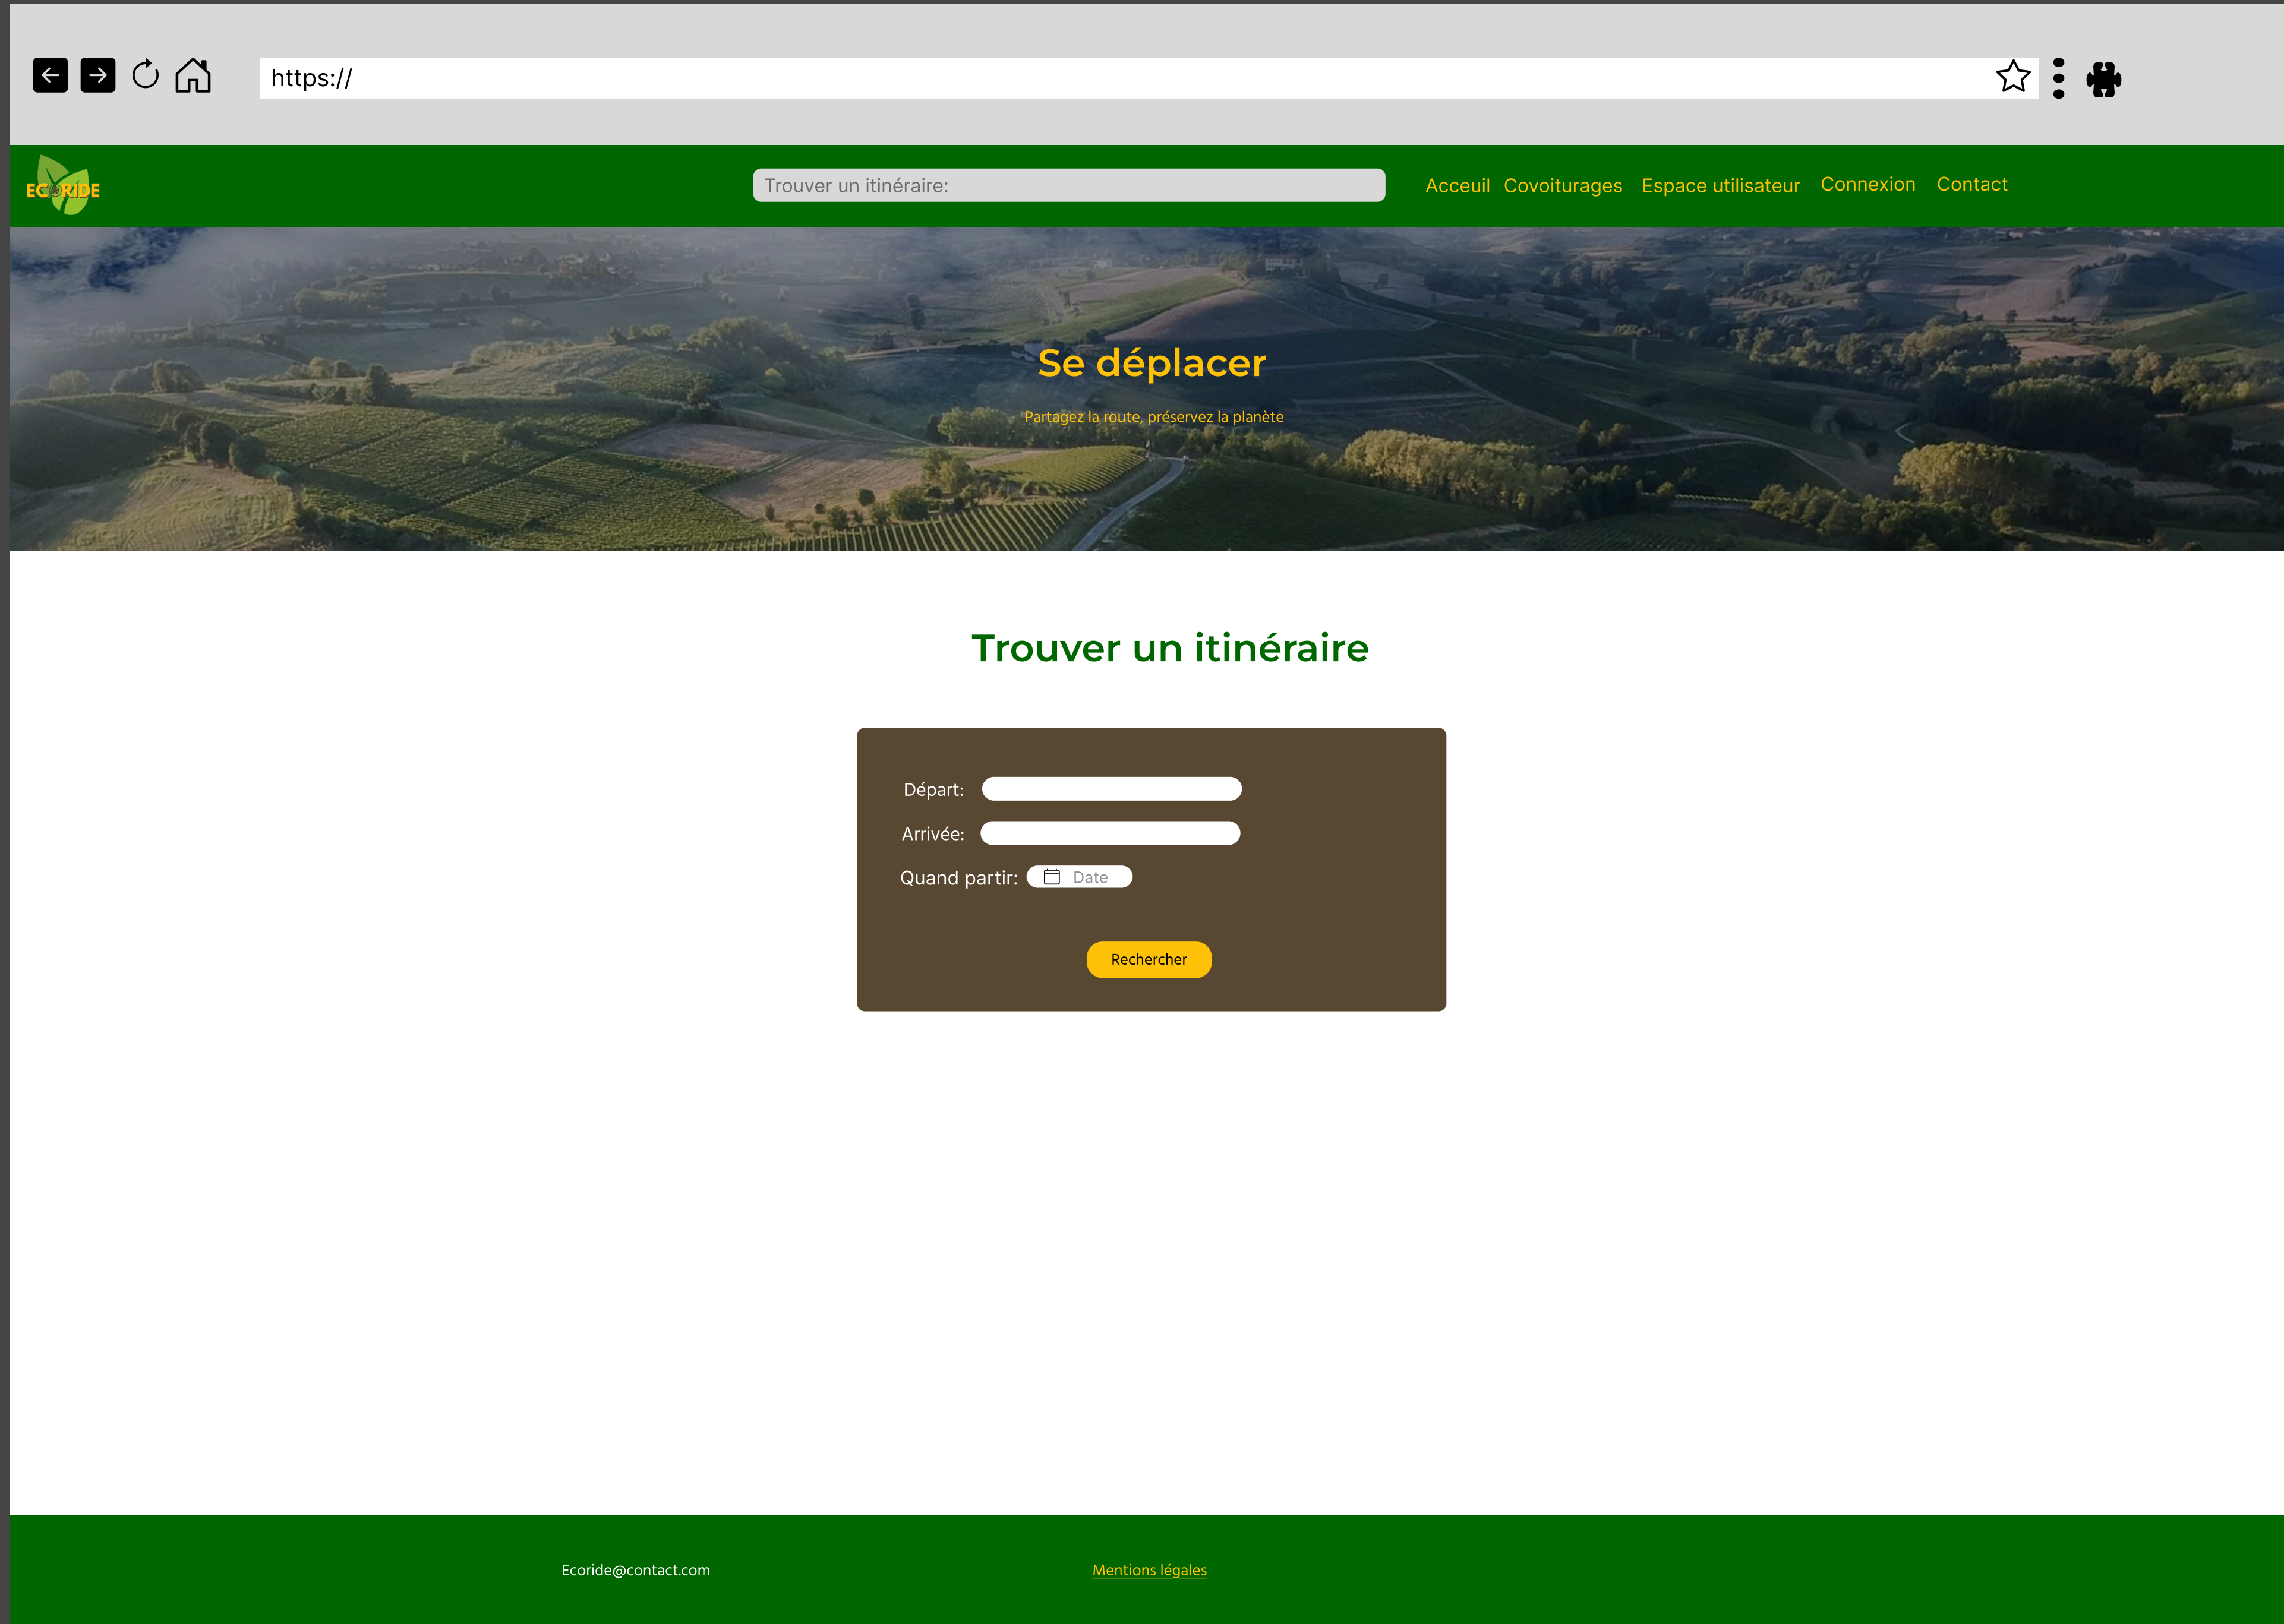 https://
ECORIDE
Trouver un itinéraire:
Acceuil Covoiturages Espace utilisateur Connexion Contact
Se déplacer
Partagez la route, préservez la planète
Trouver un itinéraire
Départ:
Arrivée:
Quand partir: Date
Rechercher
Ecoride@contact.com Mentions légales